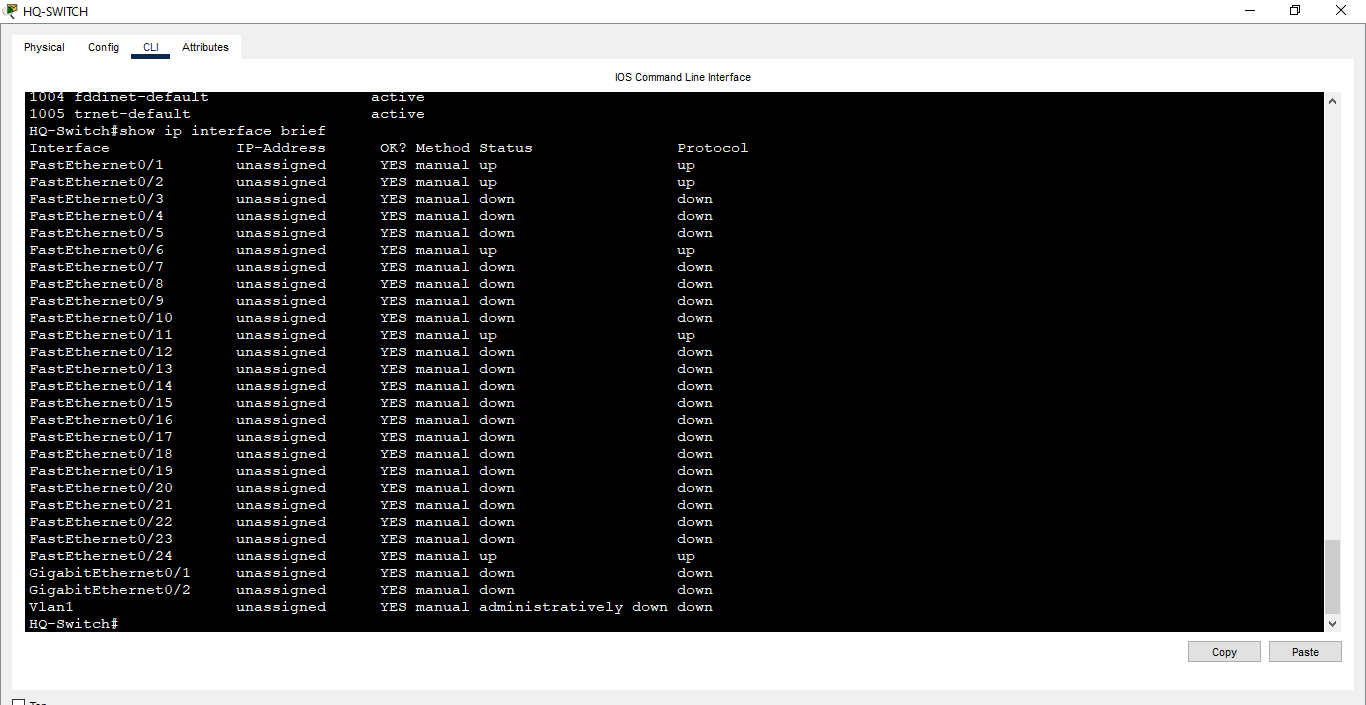 HQ-SWITCH
Physical Config CLI Attributes
IOS Command Line Interface
1004 fddinet-default active
1005 trnet-default active
HQ-Switch#show ip interface brief
Interface IP-Address OK? Method Status Protocol
FastEthernet0/1 unassigned YES manual up up
FastEthernet0/2 unassigned YES manual up up
FastEthernet0/3 unassigned YES manual down down
FastEthernet0/4 unassigned YES manual down down
FastEthernet0/5 unassigned YES manual down down
FastEthernet0/6 unassigned YES manual up up
FastEthernet0/7 unassigned YES manual down down
FastEthernet0/8 unassigned YES manual down down
FastEthernet0/9 unassigned YES manual down down
FastEthernet0/10 unassigned YES manual down down
FastEthernet0/11 unassigned YES manual up up
FastEthernet0/12 unassigned YES manual down down
FastEthernet0/13 unassigned YES manual down down
FastEthernet0/14 unassigned YES manual down down
FastEthernet0/15 unassigned YES manual down down
FastEthernet0/16 unassigned YES manual down down
FastEthernet0/17 unassigned YES manual down down
FastEthernet0/18 unassigned YES manual down down
FastEthernet0/19 unassigned YES manual down down
FastEthernet0/20 unassigned YES manual down down
FastEthernet0/21 unassigned YES manual down down
FastEthernet0/22 unassigned YES manual down down
FastEthernet0/23 unassigned YES manual down down
FastEthernet0/24 unassigned YES manual up up
GigabitEthernet0/1 unassigned YES manual down down
GigabitEthernet0/2 unassigned YES manual down down
Vlan1 unassigned YES manual administratively down down
HQ-Switch#
Copy Paste